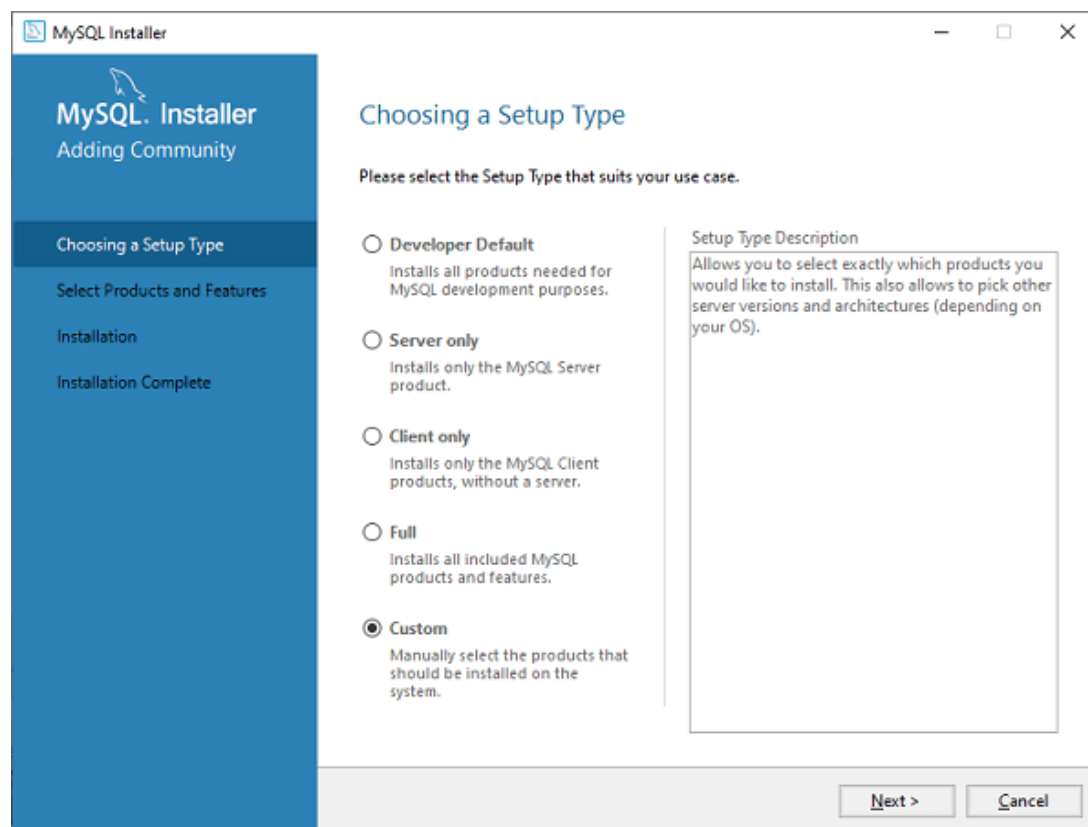 MySQL Installer
MySQL. Installer
Adding Community
Choosing a Setup Type
Select Products and Features
Installation
Installation Complete
Choosing a Setup Type
Please select the Setup Type that suits your use case.
Developer Default
Installs all products needed for
MySQL development purposes.
Server only
Installs only the MySQL Server
product.
Client only
Installs only the MySQL Client
products, without a server.
Full
Installs all included MySQL
products and features.
Custom
Manually select the products that
should be installed on the
system.
Setup Type Description
Allows you to select exactly which products you
would like to install. This also allows to pick other
server versions and architectures (depending on
your OS).
Next >
Cancel